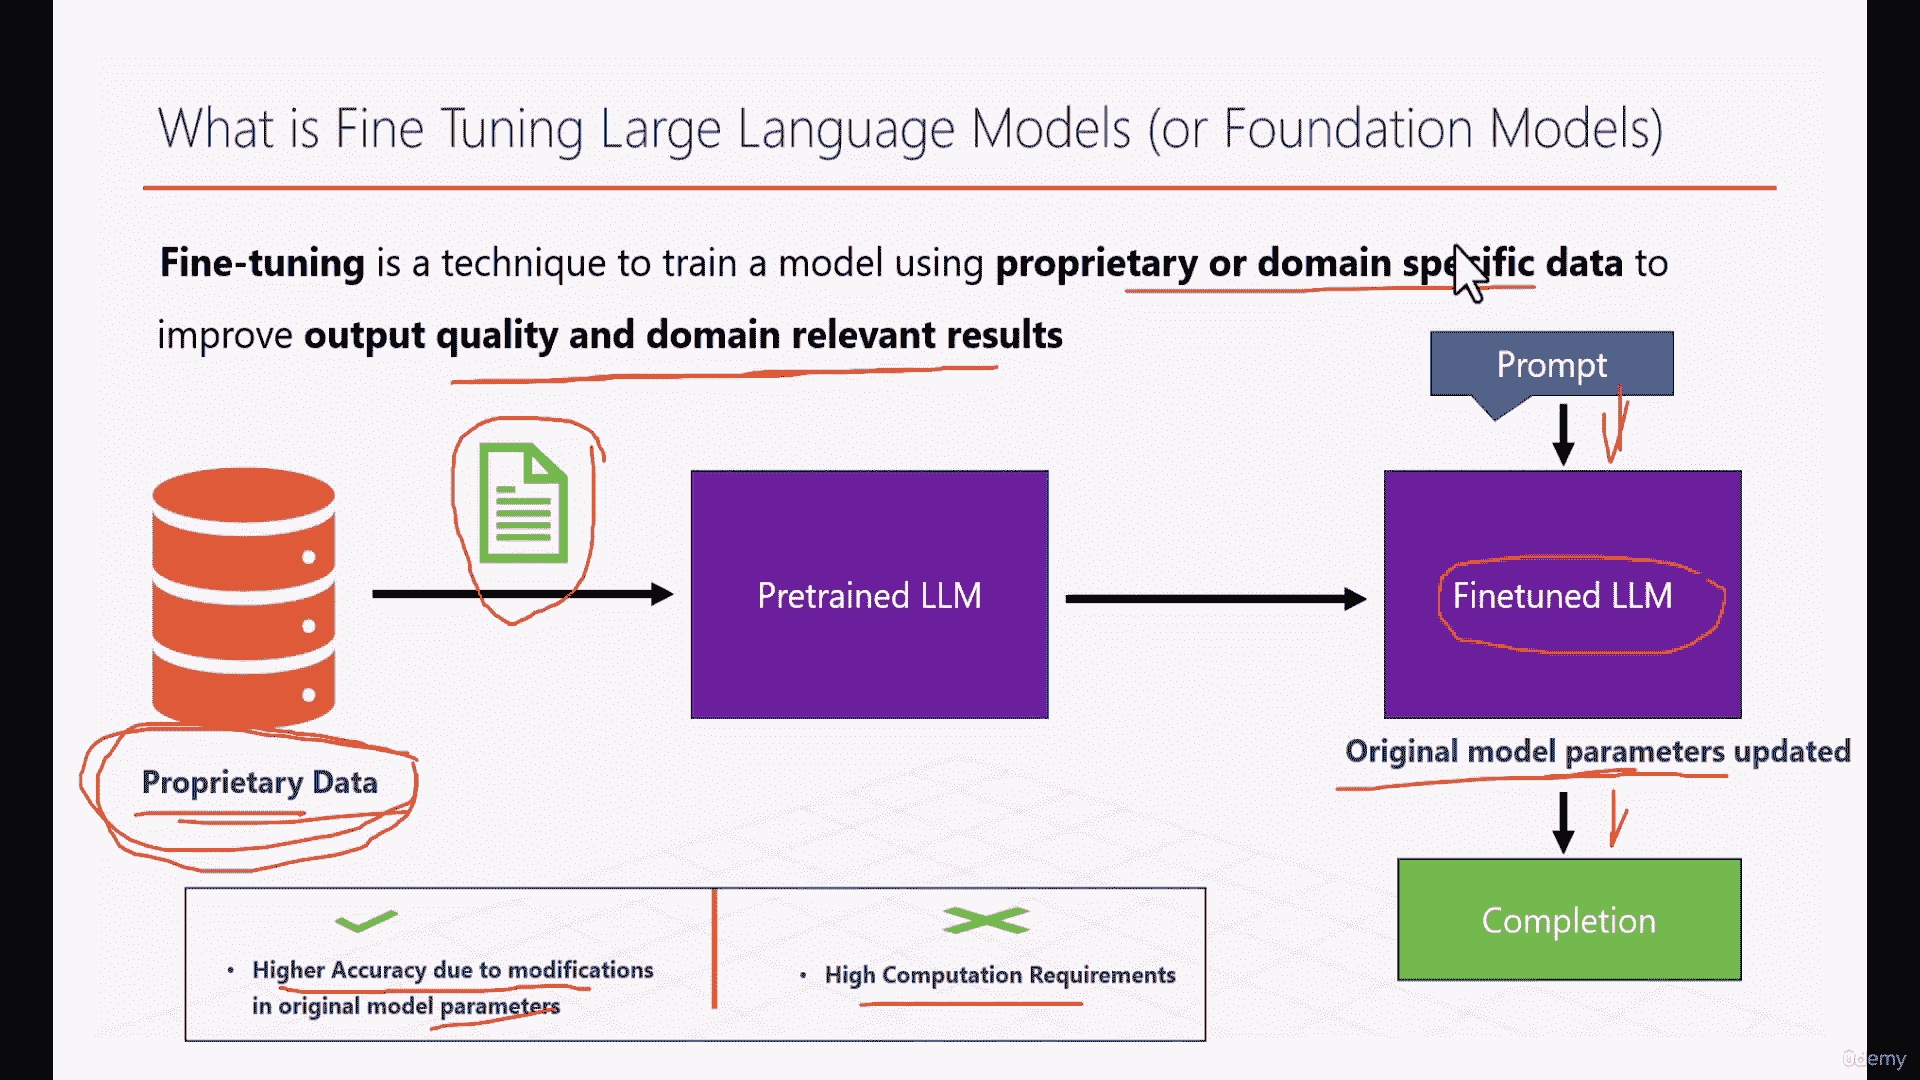 What is Fine Tuning Large Language Models (or Foundation Models)
Fine-tuning is a technique to train a model using proprietary or domain specific data to
improve output quality and domain relevant results
Prompt
Pretrained LLM
Finetuned LLM
Proprietary Data
Original model parameters updated
Completion
• Higher Accuracy due to modifications
in original model parameters
• High Computation Requirements
Udemy